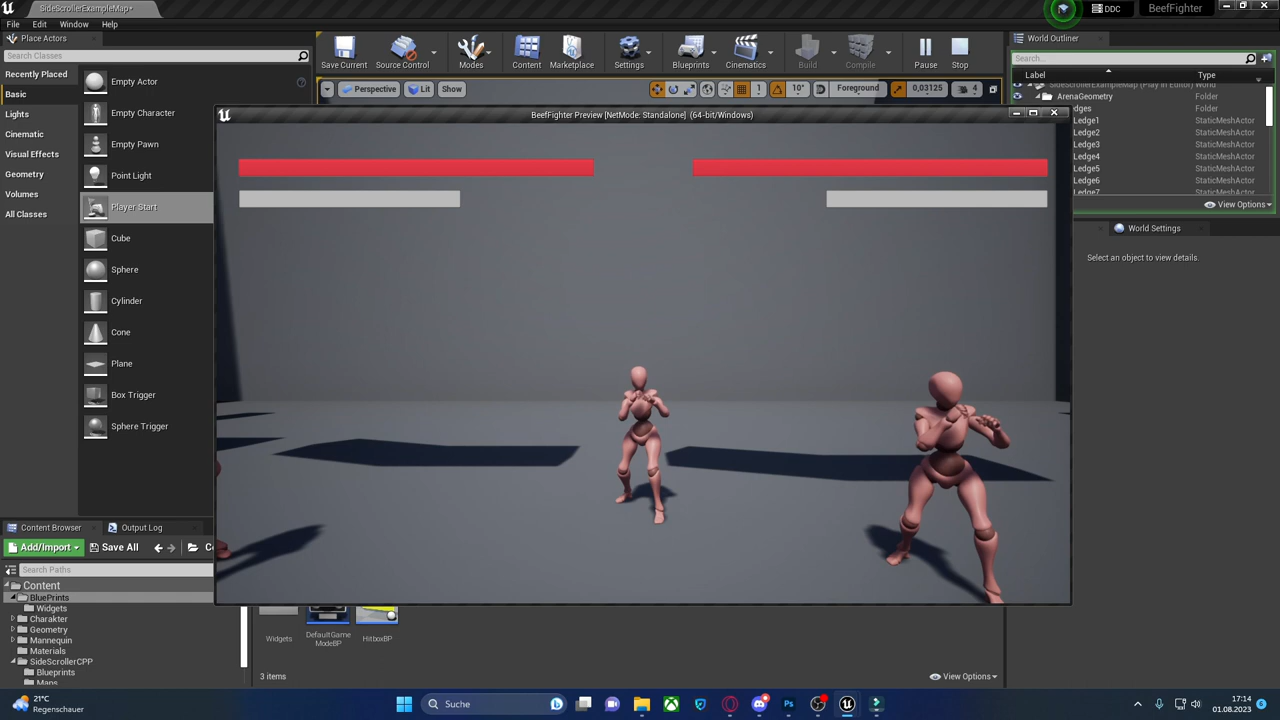 SideScrollerExampleMap*
DDC
BeefFighter
File
Edit
Window
Help
Place Actors
Search Classes
Recently Placed
Basic
Lights
Cinematic
Visual Effects
Geometry
Volumes
All Classes
Empty Actor
Empty Character
Empty Pawn
Point Light
Player Start
Cube
Sphere
Cylinder
Cone
Plane
Box Trigger
Sphere Trigger
Save Current
Source Control
Modes
Content
Marketplace
Settings
Blueprints
Cinematics
Build
Compile
Pause
Stop
Perspective
Lit
Show
10°
Foreground
0,03125
4
BeefFighter Preview [NetMode: Standalone] (64-bit/Windows)
World Outliner
Search...
Label
Type
SideScrollerExampleMap (Play In Editor) World
ArenaGeometry
Folder
edges
Folder
Ledge1
StaticMeshActor
Ledge2
StaticMeshActor
Ledge3
StaticMeshActor
Ledge4
StaticMeshActor
Ledge5
StaticMeshActor
Ledge6
StaticMeshActor
Ledge7
StaticMeshActor
View Options
World Settings
Select an object to view details.
Content Browser
Output Log
Add/Import
Save All
Search Paths
Content
BluePrints
Widgets
Charakter
Geometry
Mannequin
Materials
SideScrollerCPP
Blueprints
Maps
Widgets
DefaultGame
ModeBP
HitboxBP
3 items
View Options
21°C
Regenschauer
Suche
17:14
01.08.2023